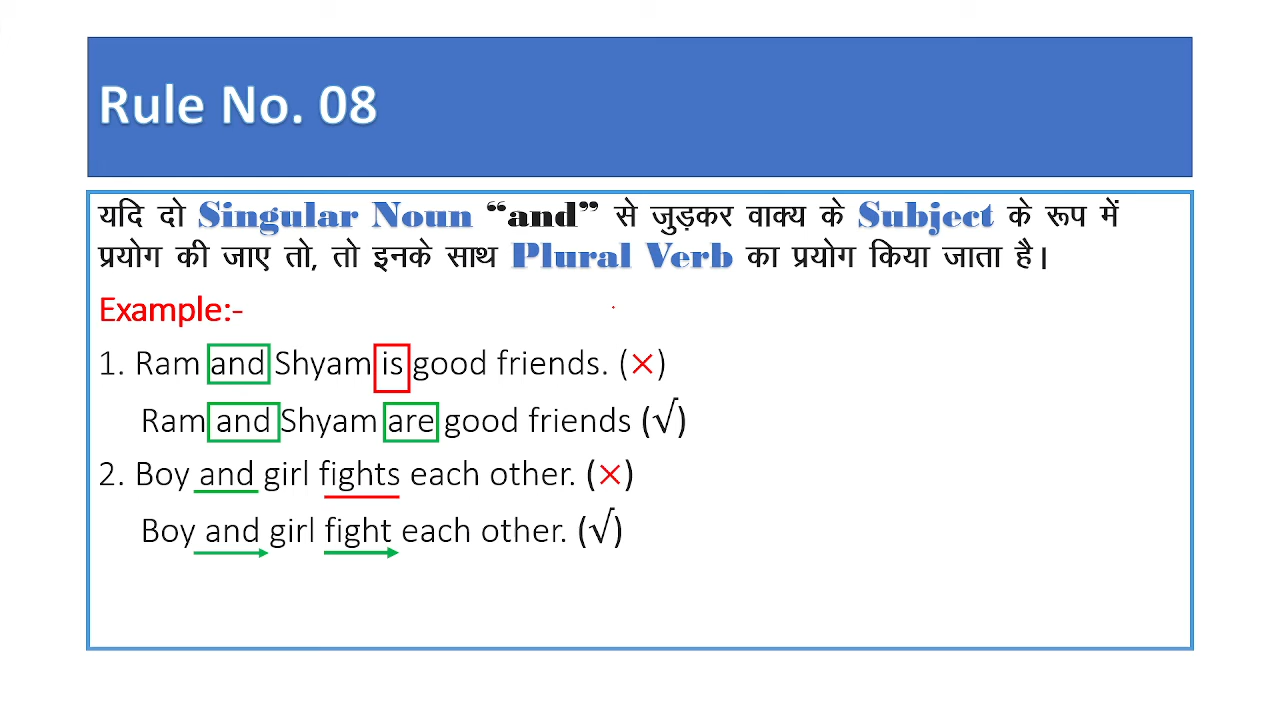 Rule No. 08
यदि दो Singular Noun “and” से जुड़कर वाक्य के Subject के रूप में
प्रयोग की जाए तो, तो इनके साथ Plural Verb का प्रयोग किया जाता है।
Example:-
1. Ram and Shyam is good friends. (×)
Ram and Shyam are good friends (√)
2. Boy and girl fights each other. (×)
Boy and girl fight each other. (√)